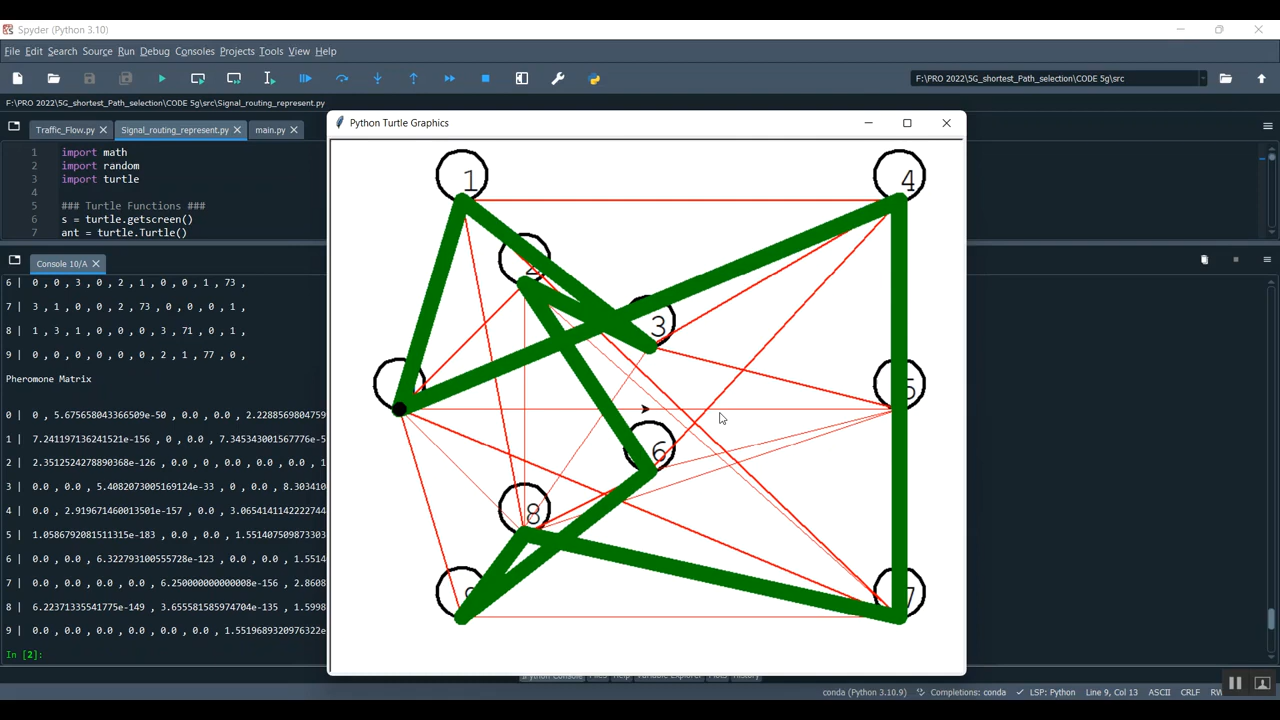 Spyder (Python 3.10)
File Edit Search Source Run Debug Consoles Projects Tools View Help
F:\PRO 2022\5G_shortest_Path_selection\CODE 5g\src
F:\PRO 2022\5G_shortest_Path_selection\CODE 5g\src\Signal_routing_represent.py
Traffic_Flow.py Signal_routing_represent.py main.py
1 import math
2 import random
3 import turtle
4
5 ### Turtle Functions ###
6 s = turtle.getscreen()
7 ant = turtle.Turtle()
Console 10/A
6 | 0 , 0 , 3 , 0 , 2 , 1 , 0 , 0 , 1 , 73 ,
7 | 3 , 1 , 0 , 0 , 2 , 73 , 0 , 0 , 0 , 1 ,
8 | 1 , 3 , 1 , 0 , 0 , 0 , 3 , 71 , 0 , 1 ,
9 | 0 , 0 , 0 , 0 , 0 , 0 , 2 , 1 , 77 , 0 ,
Pheromone Matrix
0 | 0 , 5.675658043366509e-50 , 0.0 , 0.0 , 2.2288569804759
1 | 7.241197136241521e-156 , 0 , 0.0 , 7.345343001567776e-5
2 | 2.3512524278890368e-126 , 0.0 , 0 , 0.0 , 0.0 , 0.0 , 1
3 | 0.0 , 0.0 , 5.4082073005169124e-33 , 0 , 0.0 , 8.30341
4 | 0.0 , 2.919671460013501e-157 , 0.0 , 3.0654141142222744
5 | 1.0586792081511315e-183 , 0.0 , 0.0 , 1.551407509873303
6 | 0.0 , 0.0 , 6.322793100555728e-123 , 0.0 , 1.5514
7 | 0.0 , 0.0 , 0.0 , 0.0 , 6.250000000000008e-156 , 2.8608
8 | 6.22371335541775e-149 , 3.655581585974704e-135 , 1.5998
9 | 0.0 , 0.0 , 0.0 , 0.0 , 0.0 , 0.0 , 1.5519689320976322e
In [2]:
Python Turtle Graphics
1
4
2
3
5
6
8
9
7
IPython Console Files Help Variable Explorer Plots History
conda (Python 3.10.9) Completions: conda LSP: Python Line 9, Col 13 ASCII CRLF RW